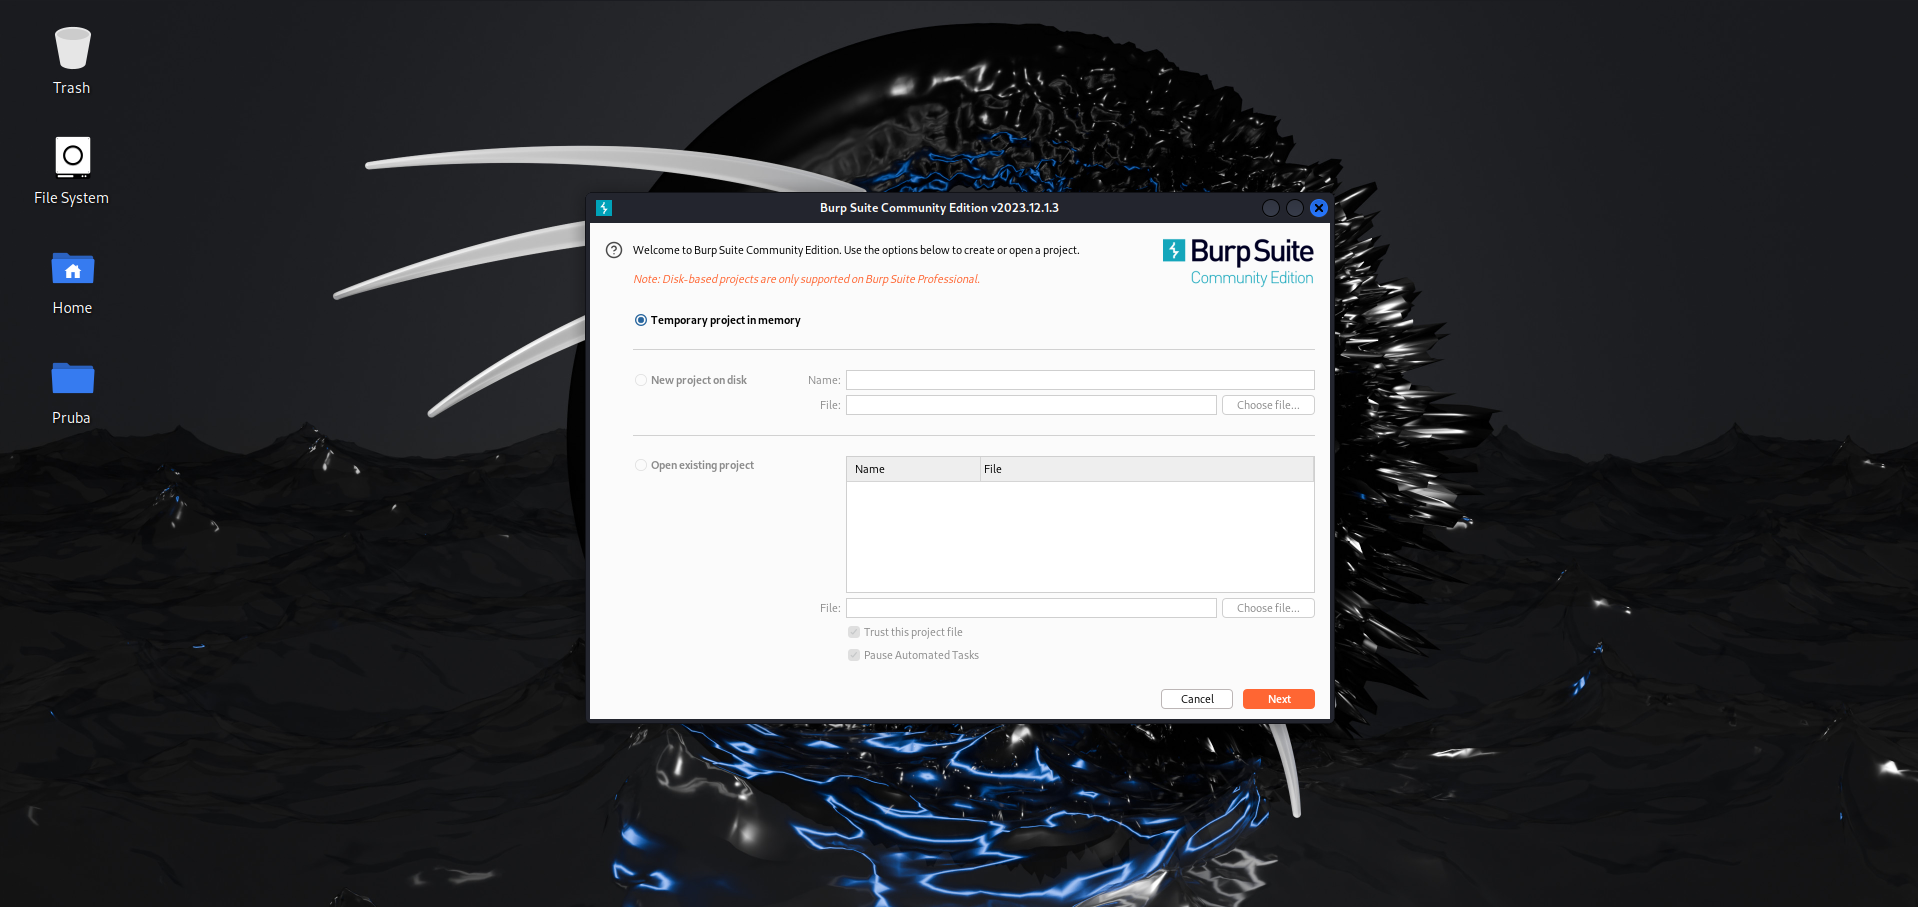 Trash
File System
Home
Pruba
Burp Suite Community Edition v2023.12.1.3
Welcome to Burp Suite Community Edition. Use the options below to create or open a project.
Note: Disk-based projects are only supported on Burp Suite Professional.
Burp Suite
Community Edition
Temporary project in memory
New project on disk
Name:
File:
Choose file...
Open existing project
Name File
File:
Choose file...
Trust this project file
Pause Automated Tasks
Cancel
Next